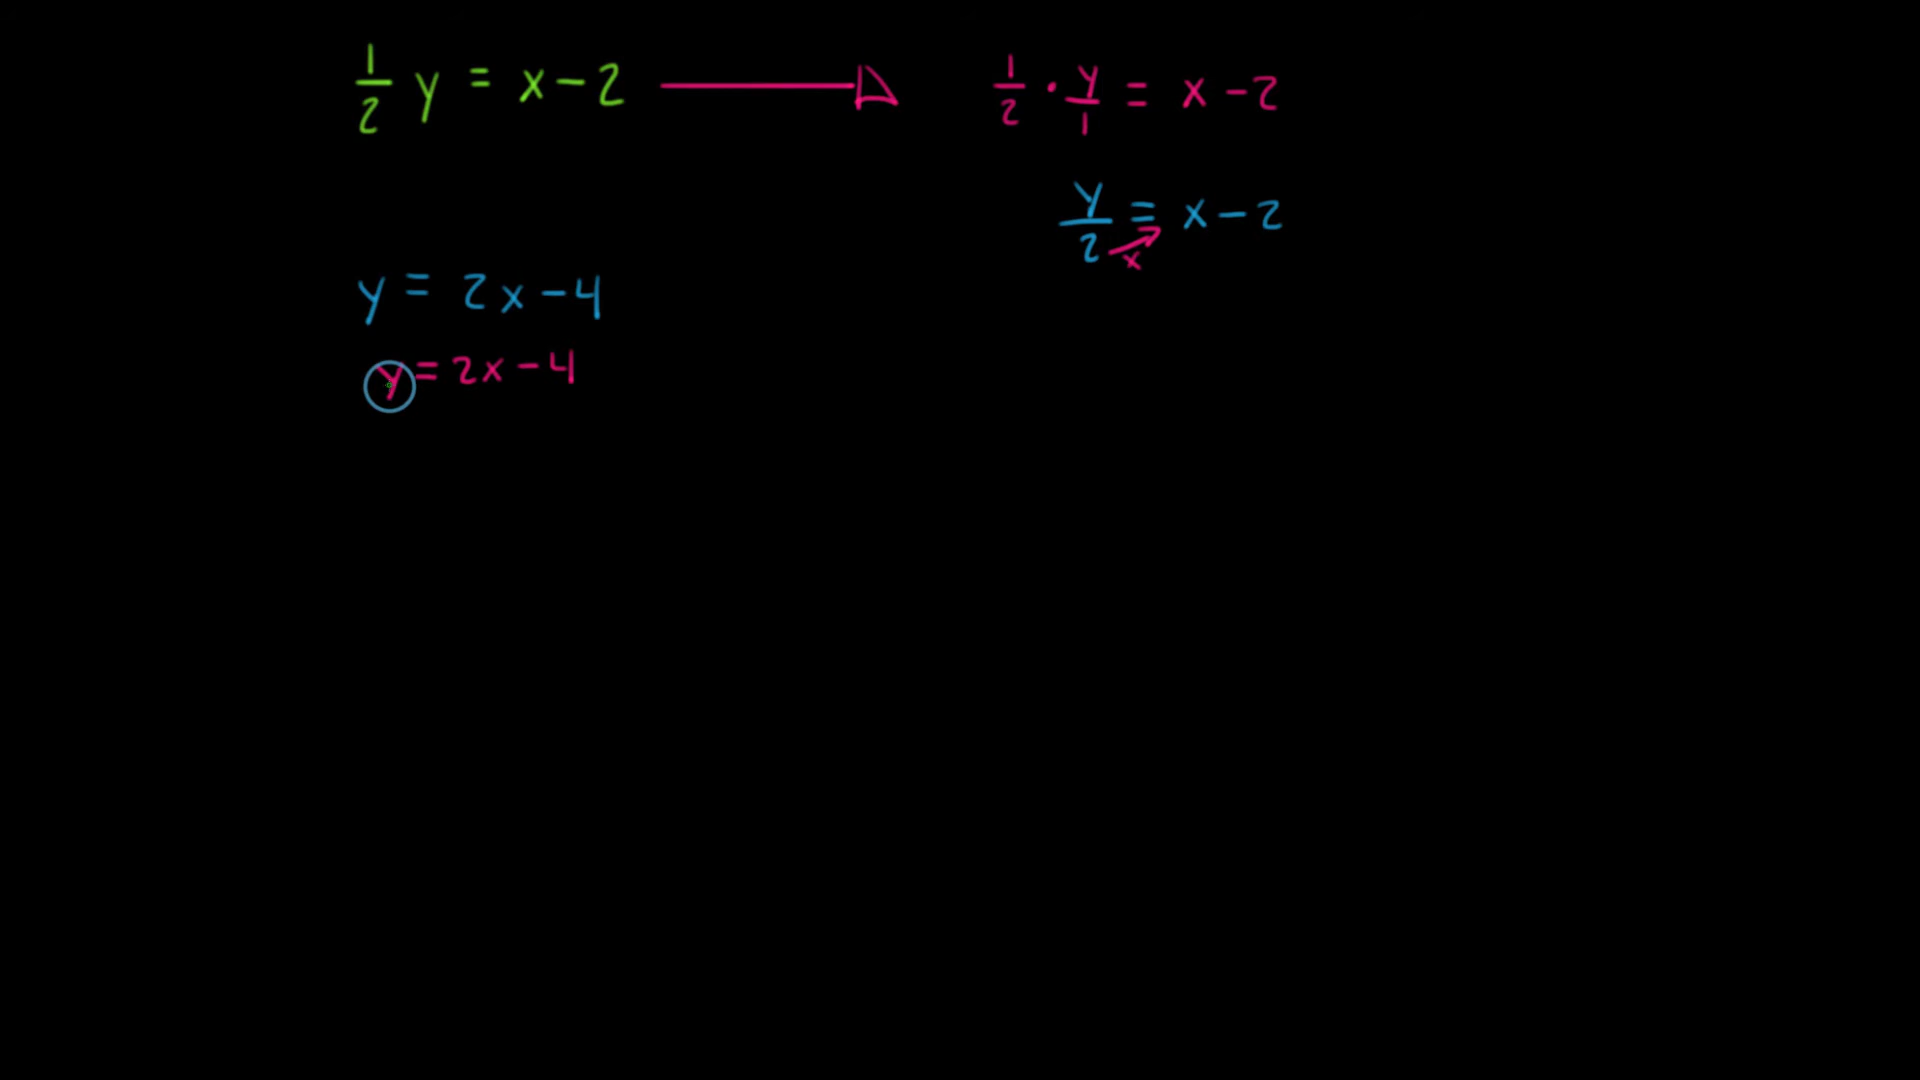 1/2 y = x - 2
1/2 · y/1 = x - 2
y/2 = x - 2
x
y = 2x - 4
y = 2x - 4